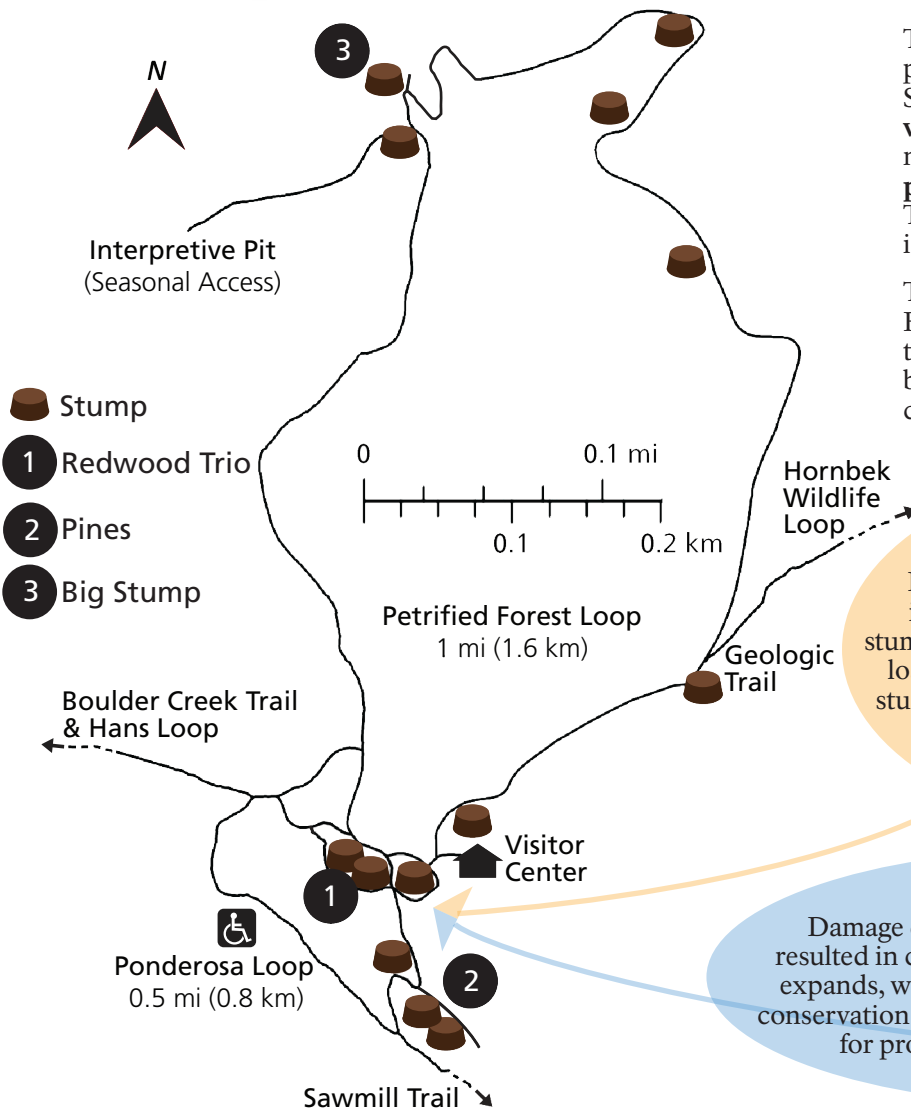 3
N
Interpretive Pit
(Seasonal Access)
Stump
1 Redwood Trio
2 Pines
3 Big Stump
0 0.1 mi
0.1 0.2 km
Hornbek
Wildlife
Loop
Petrified Forest Loop
1 mi (1.6 km)
Geologic
Trail
Boulder Creek Trail
& Hans Loop
Visitor
Center
1
Ponderosa Loop
0.5 mi (0.8 km)
2
Sawmill Trail
stum
lo
stu
Damage
resulted in c
expands, w
conservation
for pro